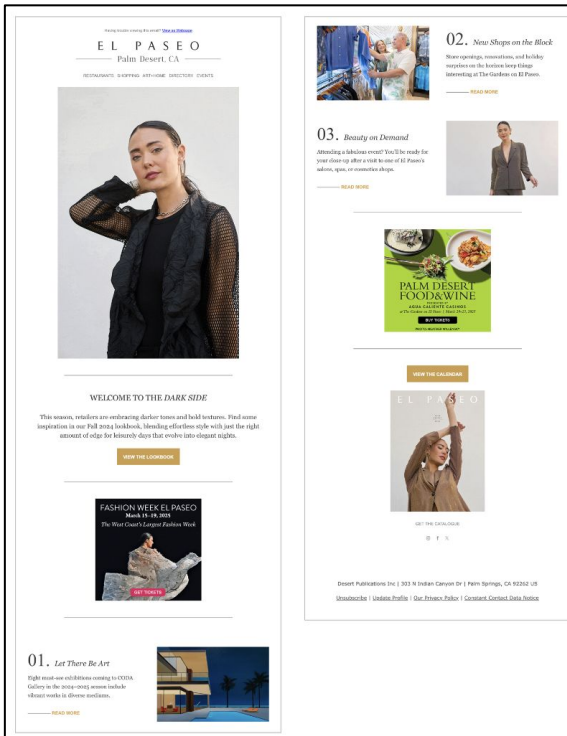 Having trouble viewing this email? View as Webpage
EL PASEO
Palm Desert, CA
RESTAURANTS SHOPPING ART+HOME DIRECTORY EVENTS
WELCOME TO THE DARK SIDE
This season, retailers are embracing darker tones and bold textures. Find some
inspiration in our Fall 2024 lookbook, blending effortless style with just the right
amount of edge for leisurely days that evolve into elegant nights.
VIEW THE LOOKBOOK
FASHION WEEK EL PASEO
March 15–19, 2025
The West Coast's Largest Fashion Week
GET TICKETS
01. Let There Be Art
Eight must-see exhibitions coming to CODA
Gallery in the 2024–2025 season include
vibrant works in diverse mediums.
READ MORE
02. New Shops on the Block
Store openings, renovations, and holiday
surprises on the horizon keep things
interesting at The Gardens on El Paseo.
READ MORE
03. Beauty on Demand
Attending a fabulous event? You'll be ready for
your close-up after a visit to one of El Paseo's
salons, spas, or cosmetics shops.
READ MORE
PALM DESERT
FOOD&WINE
AGUA CALIENTE CASINOS
BUY TICKETS
VIEW THE CALENDAR
EL PASEO
GET THE CATALOGUE
Desert Publications Inc | 303 N Indian Canyon Dr | Palm Springs, CA 92262 US
Unsubscribe | Update Profile | Our Privacy Policy | Constant Contact Data Notice